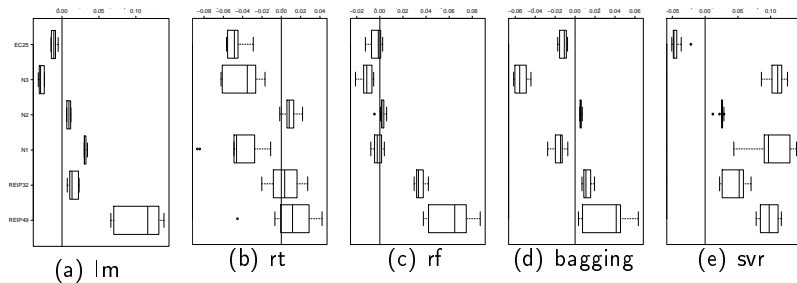 0.00 0.05 0.10
-0.08 -0.06 -0.04 -0.02 0.00 0.02 0.04
-0.02 0.00 0.02 0.04 0.06 0.08
-0.06 -0.04 -0.02 0.00 0.02 0.04 0.06
-0.05 0.00 0.05 0.10
EC25
N3
N2
N1
REIP32
REIP49
(a) lm
(b) rt
(c) rf
(d) bagging
(e) svr